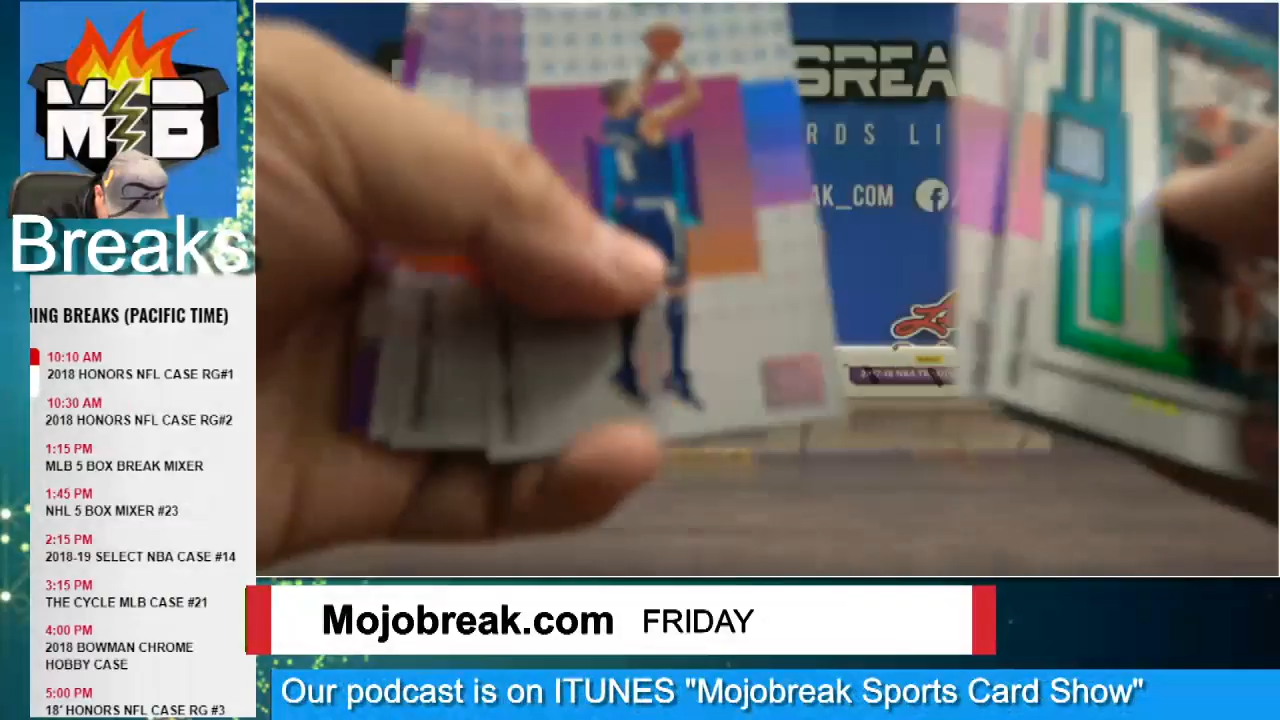 M B
M B
Breaks
ING BREAKS (PACIFIC TIME)
10:10 AM
2018 HONORS NFL CASE RG#1
10:30 AM
2018 HONORS NFL CASE RG#2
1:15 PM
MLB 5 BOX BREAK MIXER
1:45 PM
NHL 5 BOX MIXER #23
2:15 PM
2018-19 SELECT NBA CASE #14
3:15 PM
THE CYCLE MLB CASE #21
4:00 PM
2018 BOWMAN CHROME
HOBBY CASE
5:00 PM
18' HONORS NFL CASE RG #3
SBREA
RDS LI
AK_COM
Mojobreak.com FRIDAY
Our podcast is on ITUNES "Mojobreak Sports Card Show"